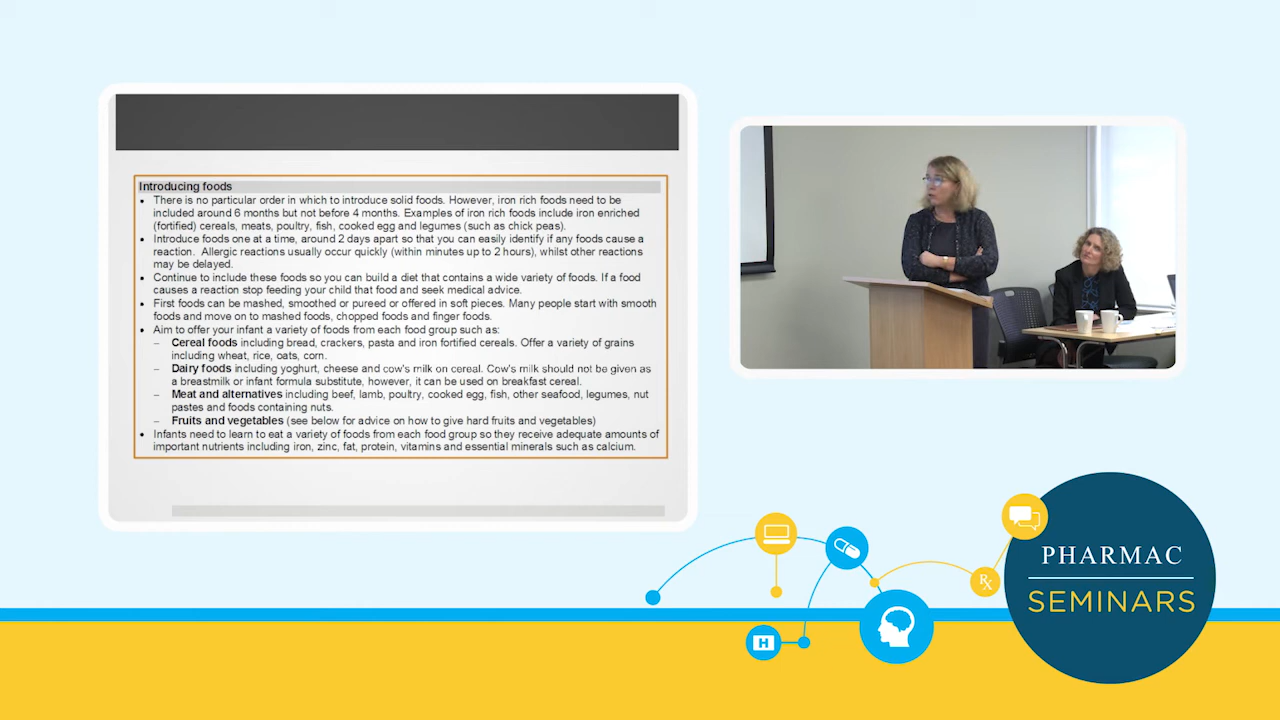 Introducing foods
• There is no particular order in which to introduce solid foods. However, iron rich foods need to be
included around 6 months but not before 4 months. Examples of iron rich foods include iron enriched
(fortified) cereals, meats, poultry, fish, cooked egg and legumes (such as chick peas).
• Introduce foods one at a time, around 2 days apart so that you can easily identify if any foods cause a
reaction. Allergic reactions usually occur quickly (within minutes up to 2 hours), whilst other reactions
may be delayed.
• Continue to include these foods so you can build a diet that contains a wide variety of foods. If a food
causes a reaction stop feeding your child that food and seek medical advice.
• First foods can be mashed, smoothed or pureed or offered in soft pieces. Many people start with smooth
foods and move on to mashed foods, chopped foods and finger foods.
• Aim to offer your infant a variety of foods from each food group such as:
– Cereal foods including bread, crackers, pasta and iron fortified cereals. Offer a variety of grains
including wheat, rice, oats, corn.
– Dairy foods including yoghurt, cheese and cow's milk on cereal. Cow's milk should not be given as
a breastmilk or infant formula substitute, however, it can be used on breakfast cereal.
– Meat and alternatives including beef, lamb, poultry, cooked egg, fish, other seafood, legumes, nut
pastes and foods containing nuts.
– Fruits and vegetables (see below for advice on how to give hard fruits and vegetables)
• Infants need to learn to eat a variety of foods from each food group so they receive adequate amounts of
important nutrients including iron, zinc, fat, protein, vitamins and essential minerals such as calcium.
PHARMAC
SEMINARS
Rx
H